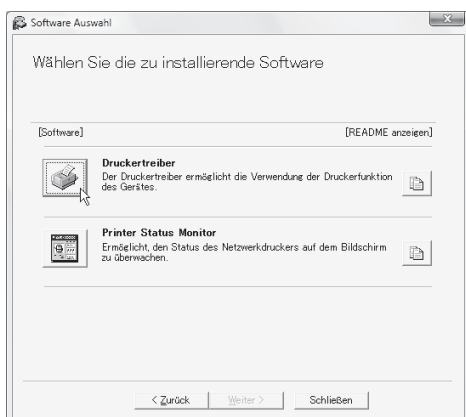 Software Auswahl
Wählen Sie die zu installierende Software
[Software] [README anzeigen]
Druckertreiber
Der Druckertreiber ermöglicht die Verwendung der Druckerfunktion
des Gerätes.
Printer Status Monitor
Ermöglicht, den Status des Netzwerkdruckers auf dem Bildschirm
zu überwachen.
< Zurück Weiter > Schließen